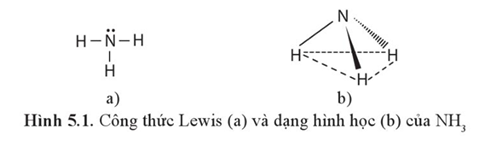 H – N̈ – H
H
a)
N
H H
H
b)
Hình 5.1. Công thức Lewis (a) và dạng hình học (b) của NH₃